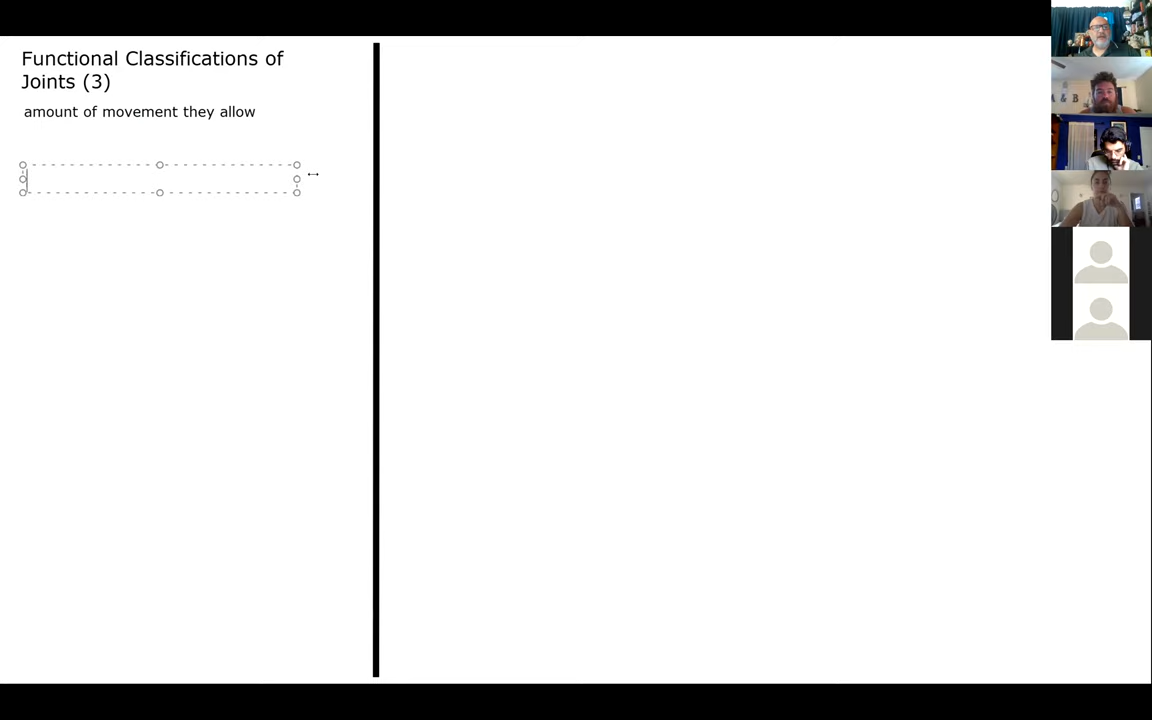 Functional Classifications of
Joints (3)
amount of movement they allow
A & B